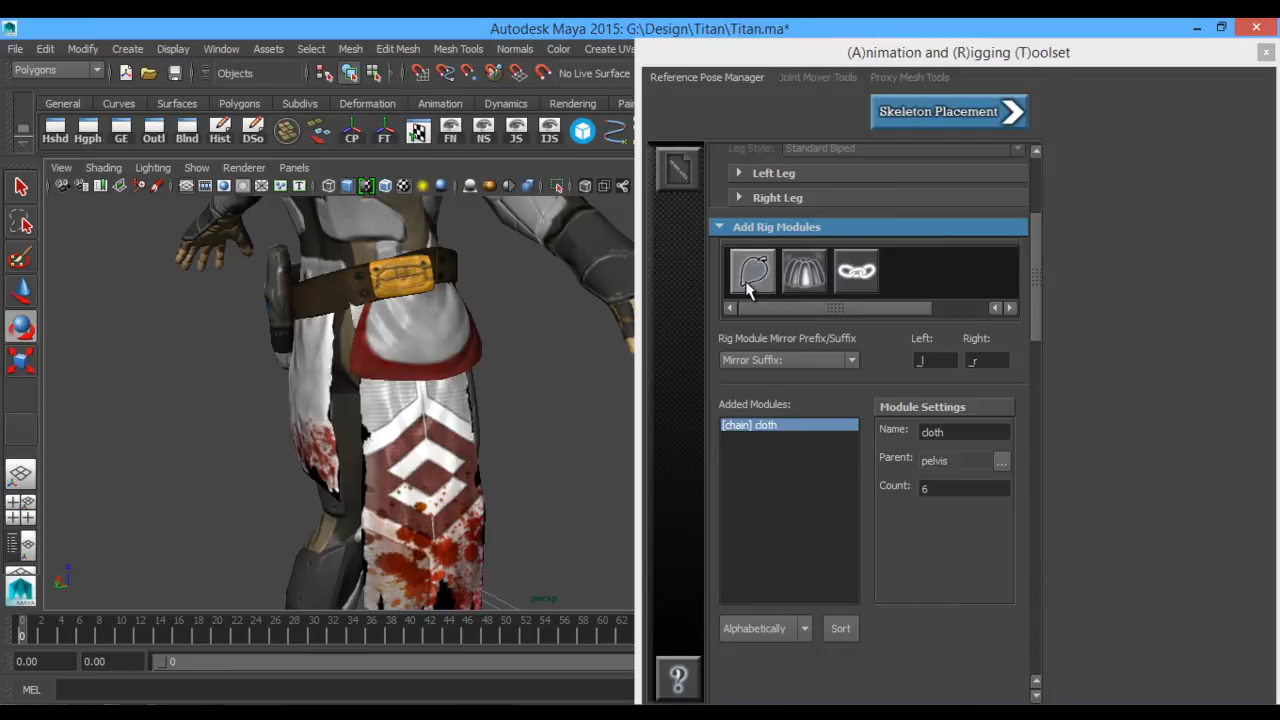 Autodesk Maya 2015: G:\Design\Titan\Titan.ma*
File Edit Modify Create Display Window Assets Select Mesh Edit Mesh Mesh Tools Normals Color Create UVs
(A)nimation and (R)igging (T)oolset
Polygons Objects No Live Surface
Reference Pose Manager Joint Mover Tools Proxy Mesh Tools
General Curves Surfaces Polygons Subdivs Deformation Animation Dynamics Rendering
Skeleton Placement
Hshd Hgph GE Outl Blnd Hist DSo CP FT FN NS JS IJS
View Shading Lighting Show Renderer Panels
Leg Style: Standard Biped
Left Leg
Right Leg
Add Rig Modules
Rig Module Mirror Prefix/Suffix Left: Right:
Mirror Suffix: _l _r
Added Modules: Module Settings
[chain] cloth
Name: cloth
Parent: pelvis ...
Count: 6
persp
Alphabetically Sort
0 2 4 6 8 10 12 14 16 18 20 22 24 26 28 30 32 34 36 38 40 42 44 46 48 50 52 54 56 58 60 62
0
0.00 0.00 0
MEL
?